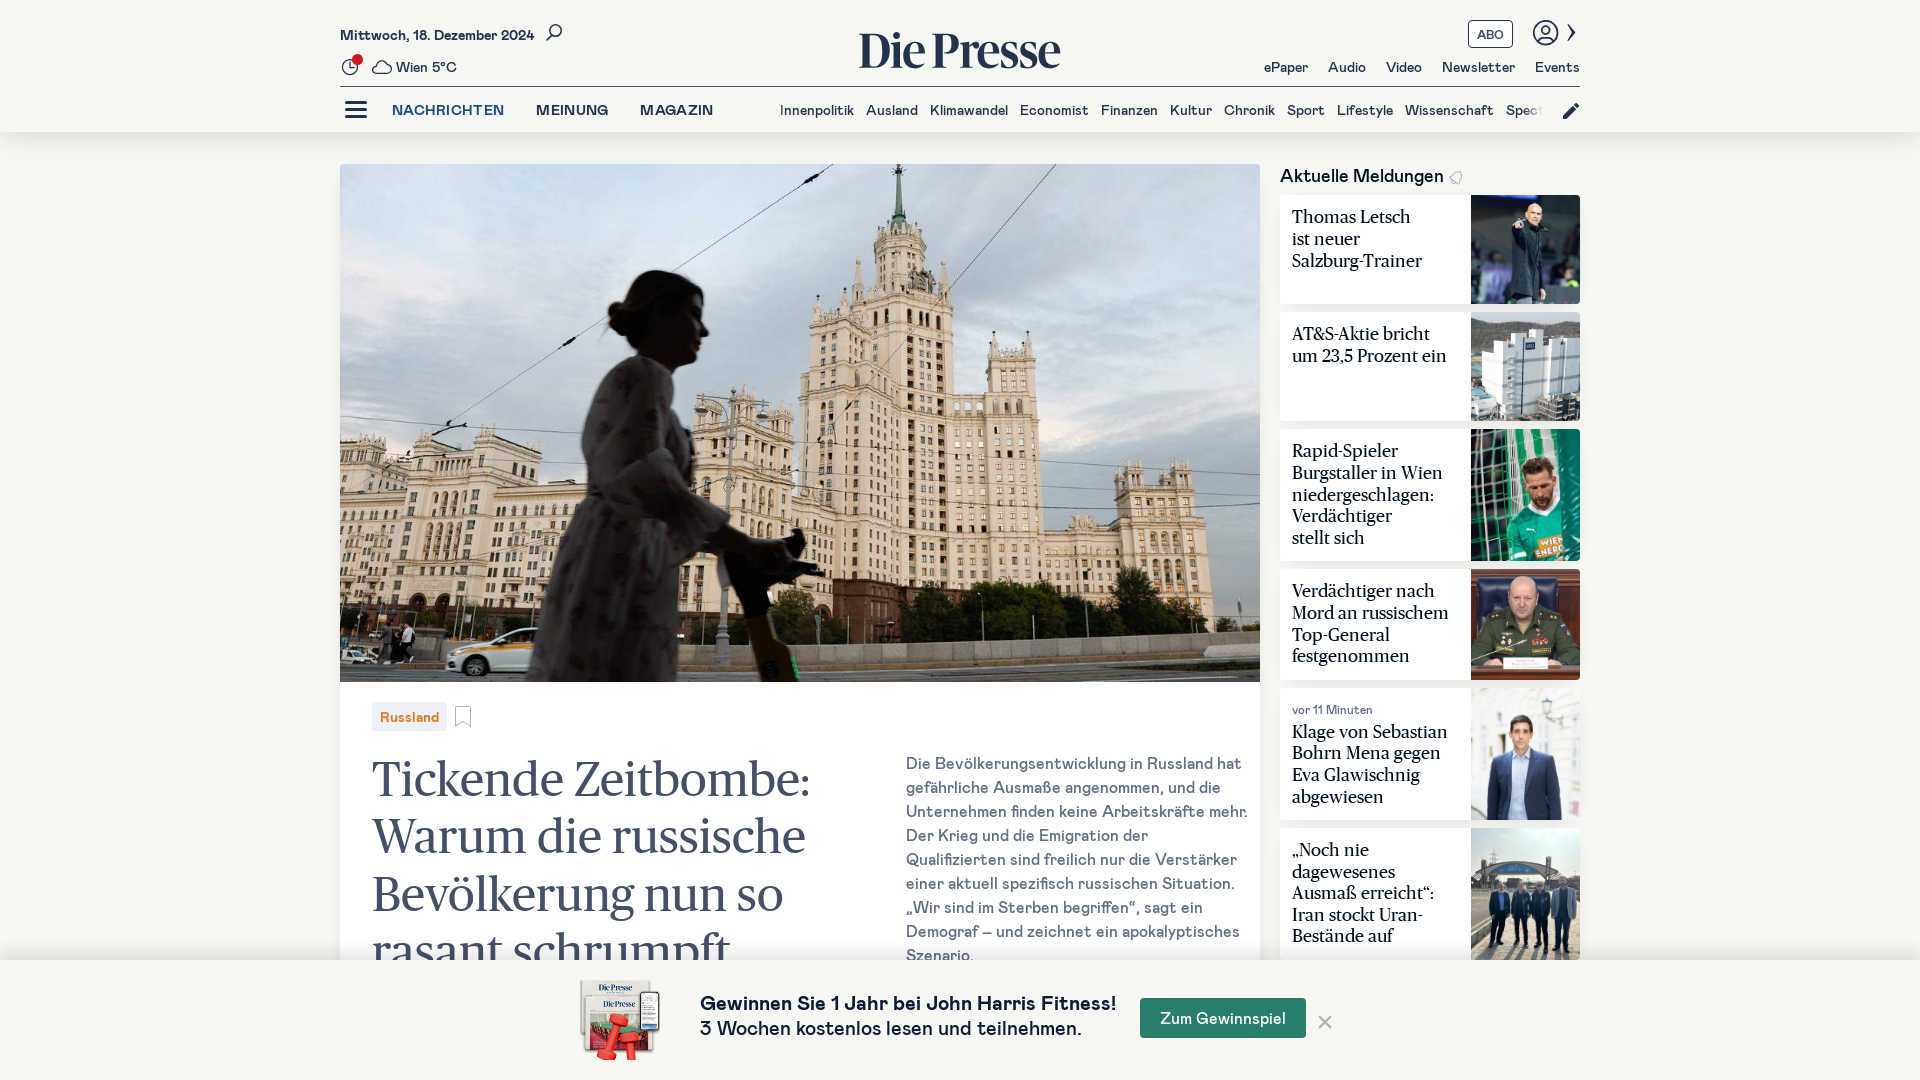 Mittwoch, 18. Dezember 2024
Die Presse
ABO
Wien 5°C
ePaper Audio Video Newsletter Events
NACHRICHTEN MEINUNG MAGAZIN
Innenpolitik Ausland Klimawandel Economist Finanzen Kultur Chronik Sport Lifestyle Wissenschaft Spect
Russland
Tickende Zeitbombe:
Warum die russische
Bevölkerung nun so
rasant schrumpft
Die Bevölkerungsentwicklung in Russland hat
gefährliche Ausmaße angenommen, und die
Unternehmen finden keine Arbeitskräfte mehr.
Der Krieg und die Emigration der
Qualifizierten sind freilich nur die Verstärker
einer aktuell spezifisch russischen Situation.
„Wir sind im Sterben begriffen“, sagt ein
Demograf – und zeichnet ein apokalyptisches
Szenario.
Aktuelle Meldungen
Thomas Letsch
ist neuer
Salzburg-Trainer
AT&S-Aktie bricht
um 23,5 Prozent ein
Rapid-Spieler
Burgstaller in Wien
niedergeschlagen:
Verdächtiger
stellt sich
WIEN
ENERGIE
Verdächtiger nach
Mord an russischem
Top-General
festgenommen
vor 11 Minuten
Klage von Sebastian
Bohrn Mena gegen
Eva Glawischnig
abgewiesen
„Noch nie
dagewesenes
Ausmaß erreicht“:
Iran stockt Uran-
Bestände auf
Die Presse
Die Presse
Gewinnen Sie 1 Jahr bei John Harris Fitness!
3 Wochen kostenlos lesen und teilnehmen.
Zum Gewinnspiel